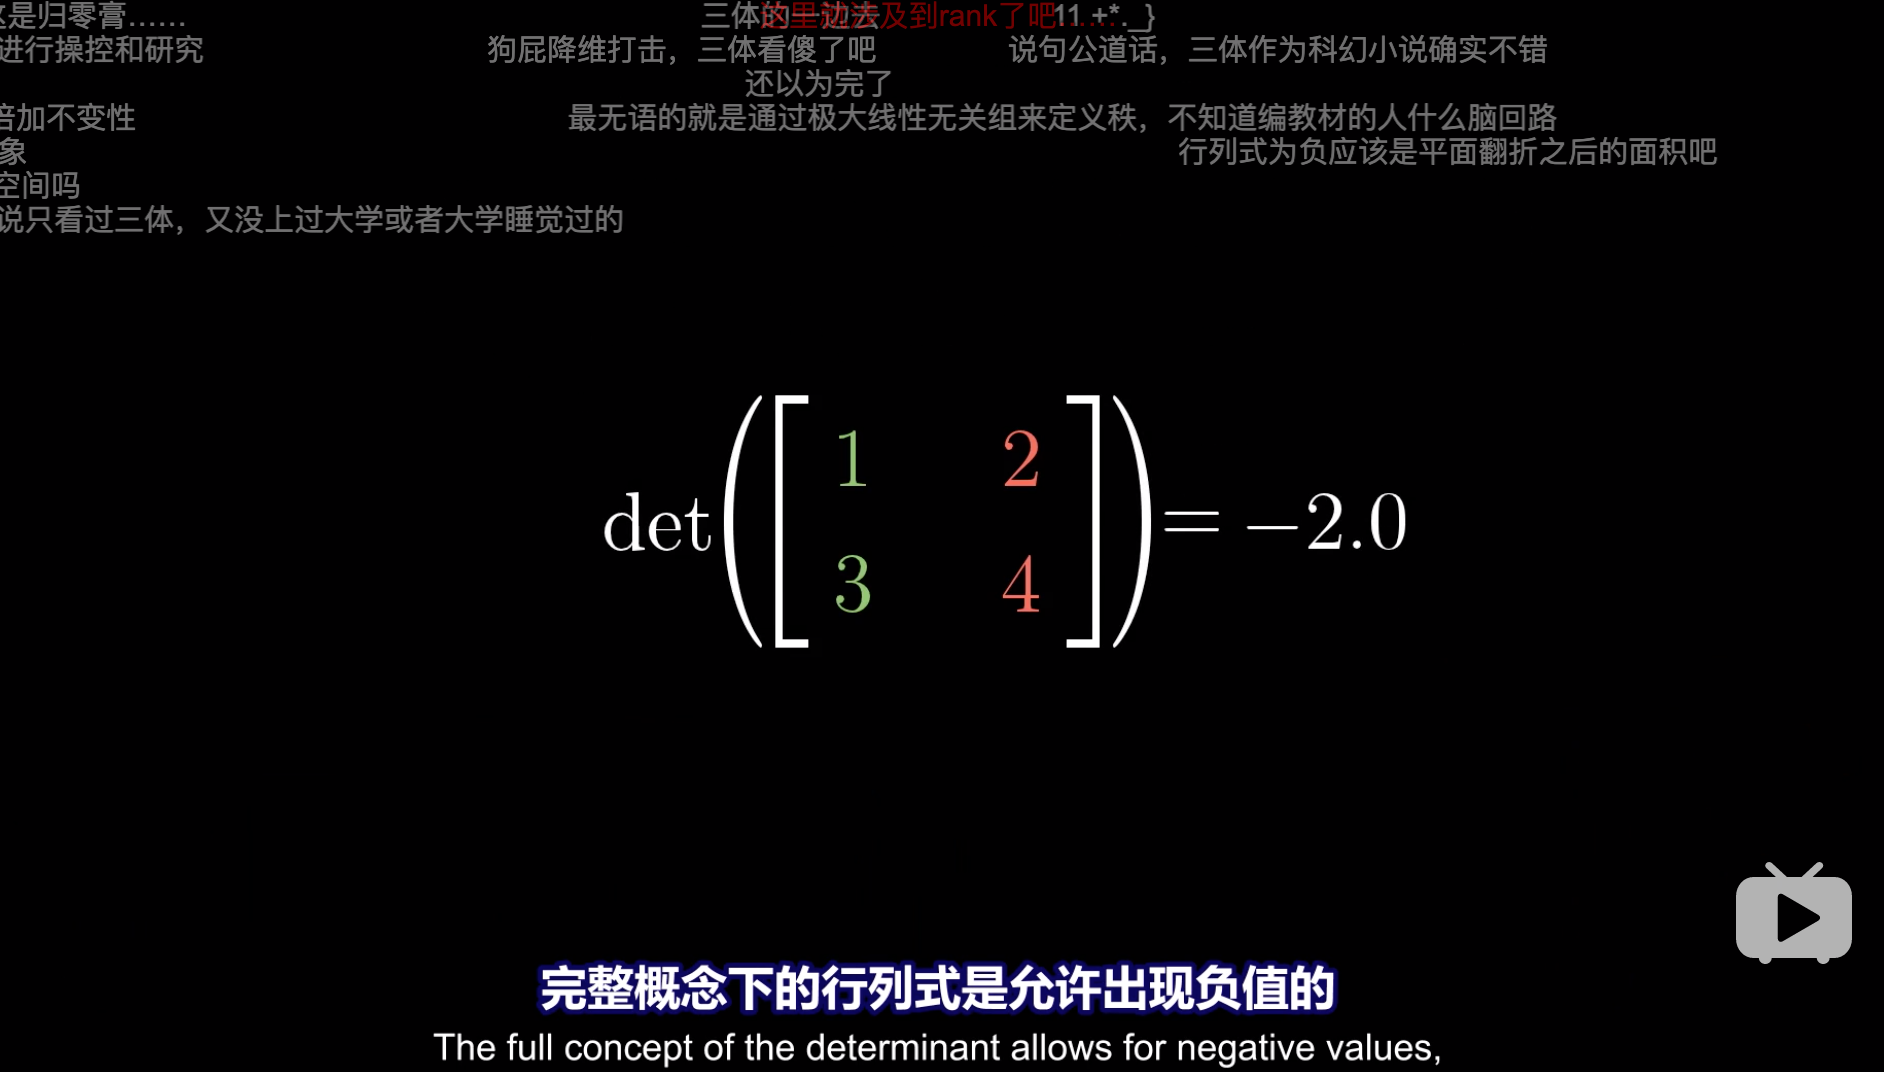 这是归零膏……
三体的一边去
这里就涉及到rank了吧……
11 +*._}
进行操控和研究
狗屁降维打击，三体看傻了吧
说句公道话，三体作为科幻小说确实不错
还以为完了
倍加不变性
最无语的就是通过极大线性无关组来定义秩，不知道编教材的人什么脑回路
象
行列式为负应该是平面翻折之后的面积吧
空间吗
说只看过三体，又没上过大学或者大学睡觉过的
1 2
det([ ]) = −2.0
3 4
完整概念下的行列式是允许出现负值的
The full concept of the determinant allows for negative values,